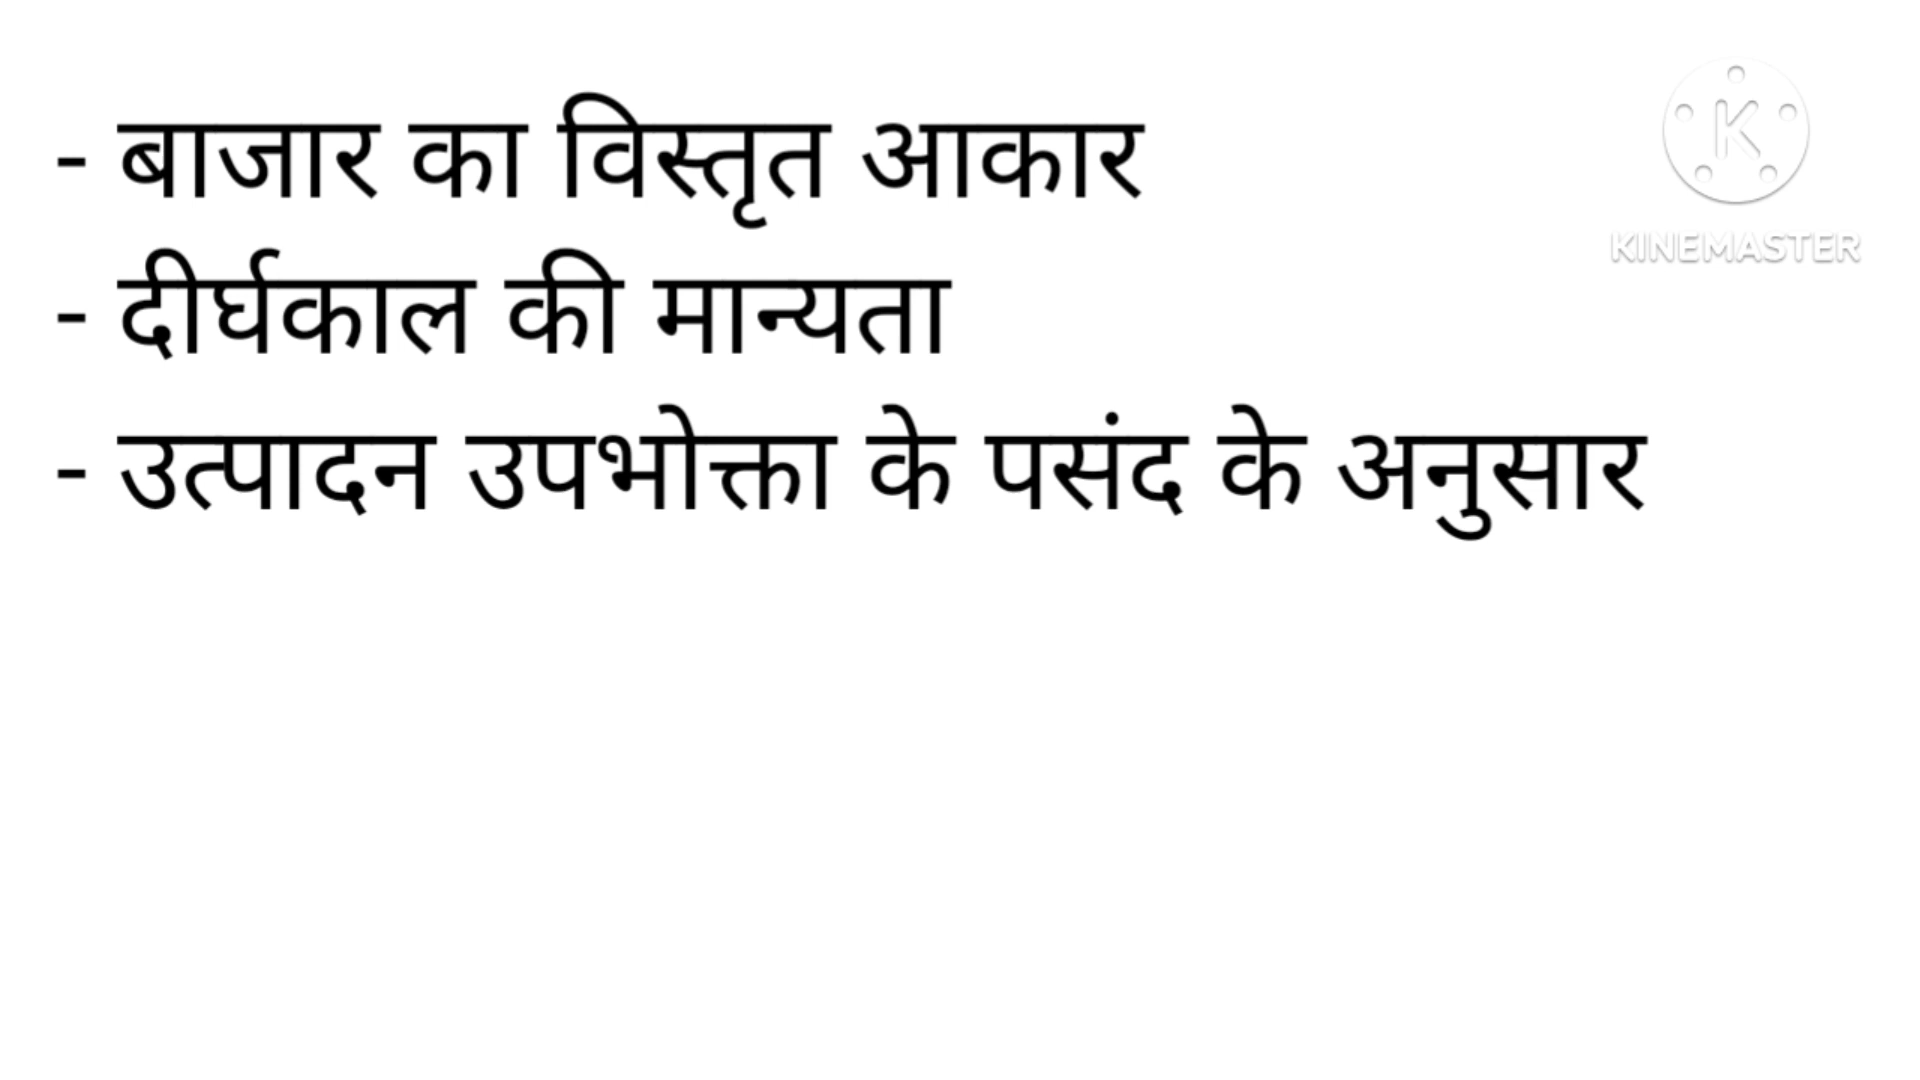 - बाजार का विस्तृत आकार
- दीर्घकाल की मान्यता
- उत्पादन उपभोक्ता के पसंद के अनुसार
K
KINEMASTER